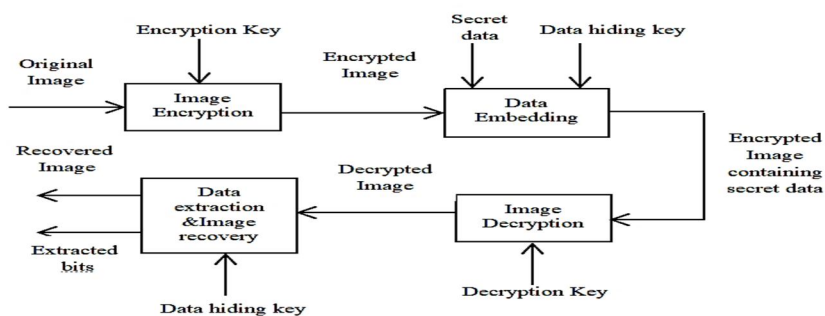 Encryption Key
Original
Image
Image
Encryption
Encrypted
Image
Secret
data
Data hiding key
Data
Embedding
Encrypted
Image
containing
secret data
Image
Decryption
Decryption Key
Decrypted
Image
Data
extraction
&Image
recovery
Data hiding key
Recovered
Image
Extracted
bits